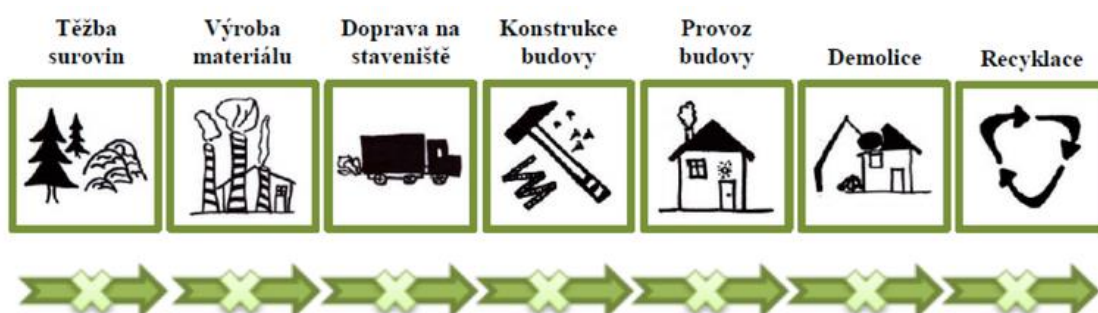 Těžba
surovin
Výroba
materiálu
Doprava na
staveniště
Konstrukce
budovy
Provoz
budovy
Demolice
Recyklace